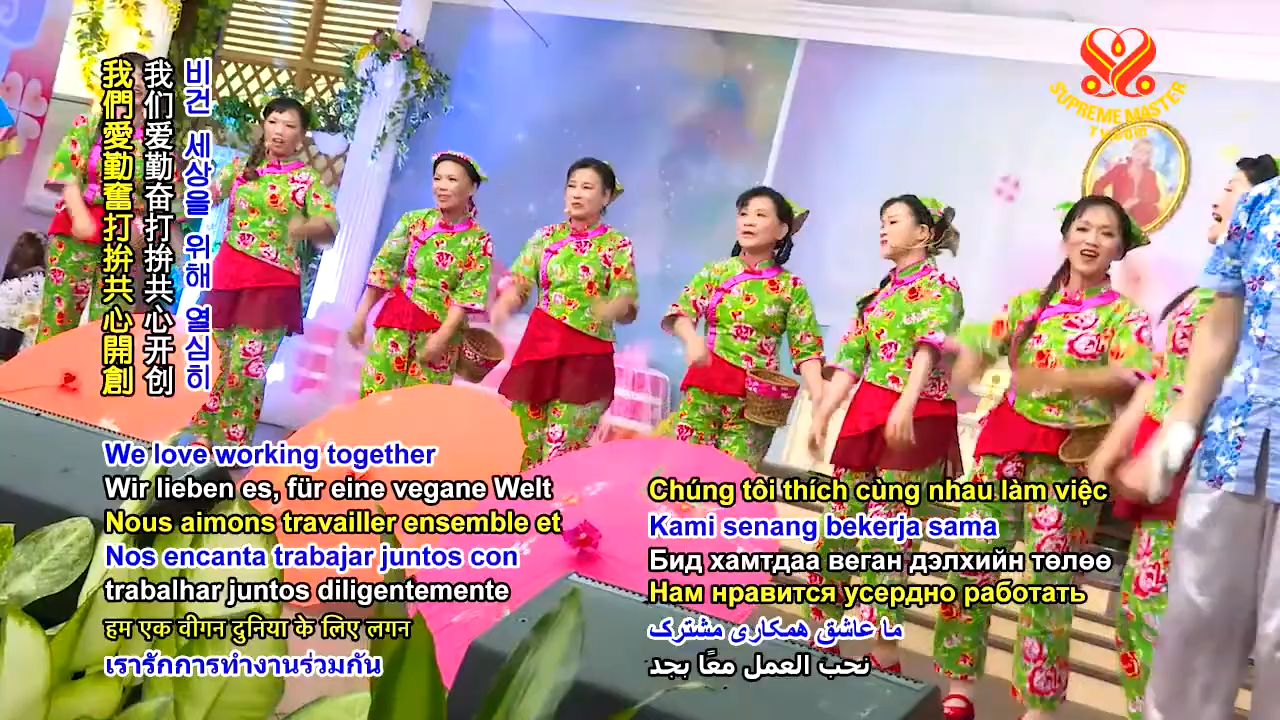 我們愛勤奮打拚共心開創
我们爱勤奋打拚共心开创
비건 세상을 위해 열심히
SUPREME MASTER
TV.com
We love working together
Wir lieben es, für eine vegane Welt
Nous aimons travailler ensemble et
Nos encanta trabajar juntos con
trabalhar juntos diligentemente
हम एक वीगन दुनिया के लिए लगन
เรารักการทำงานร่วมกัน
Chúng tôi thích cùng nhau làm việc
Kami senang bekerja sama
Бид хамтдаа веган дэлхийн төлөө
Нам нравится усердно работать
ما عاشق همکاری مشترک
نحب العمل معًا بجد